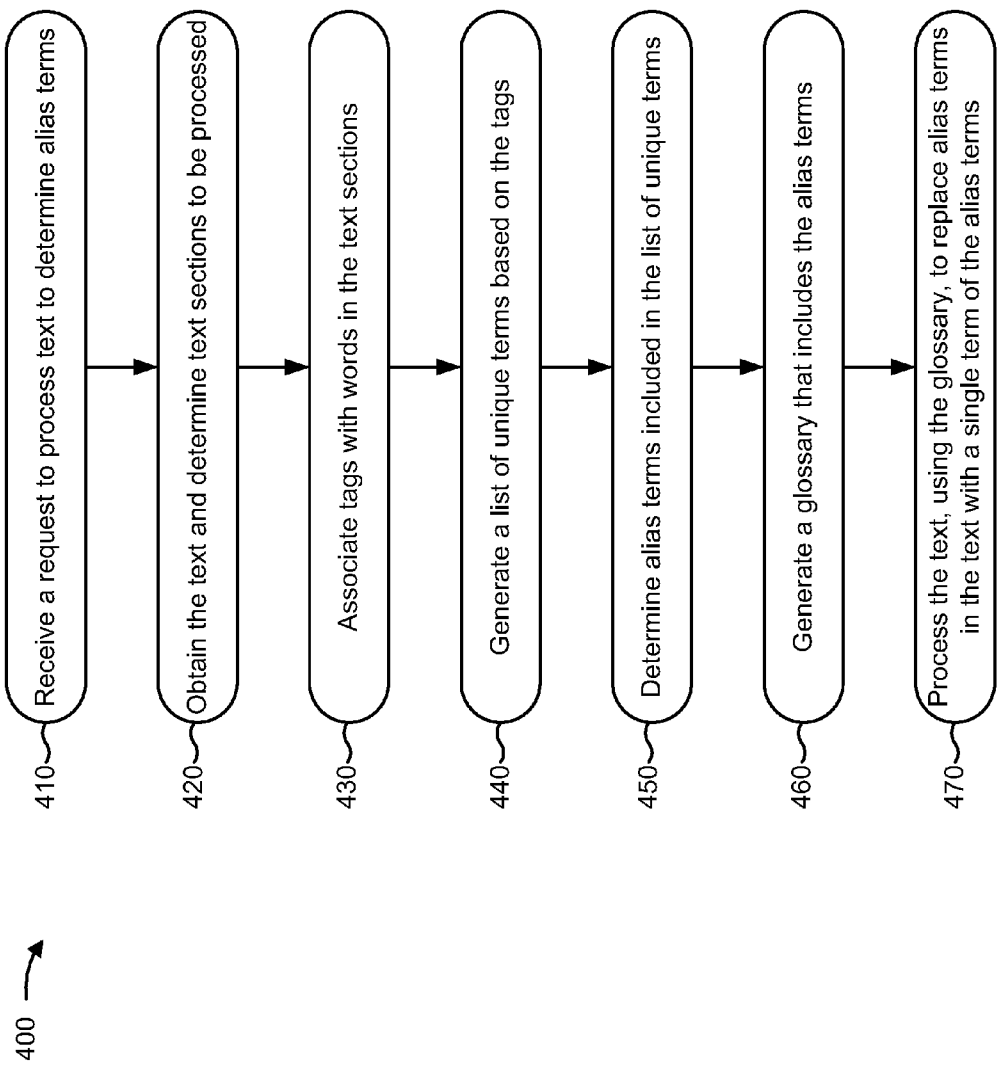 400
410
Receive a request to process text to determine alias terms
420
Obtain the text and determine text sections to be processed
430
Associate tags with words in the text sections
440
Generate a list of unique terms based on the tags
450
Determine alias terms included in the list of unique terms
460
Generate a glossary that includes the alias terms
470
Process the text, using the glossary, to replace alias terms
in the text with a single term of the alias terms